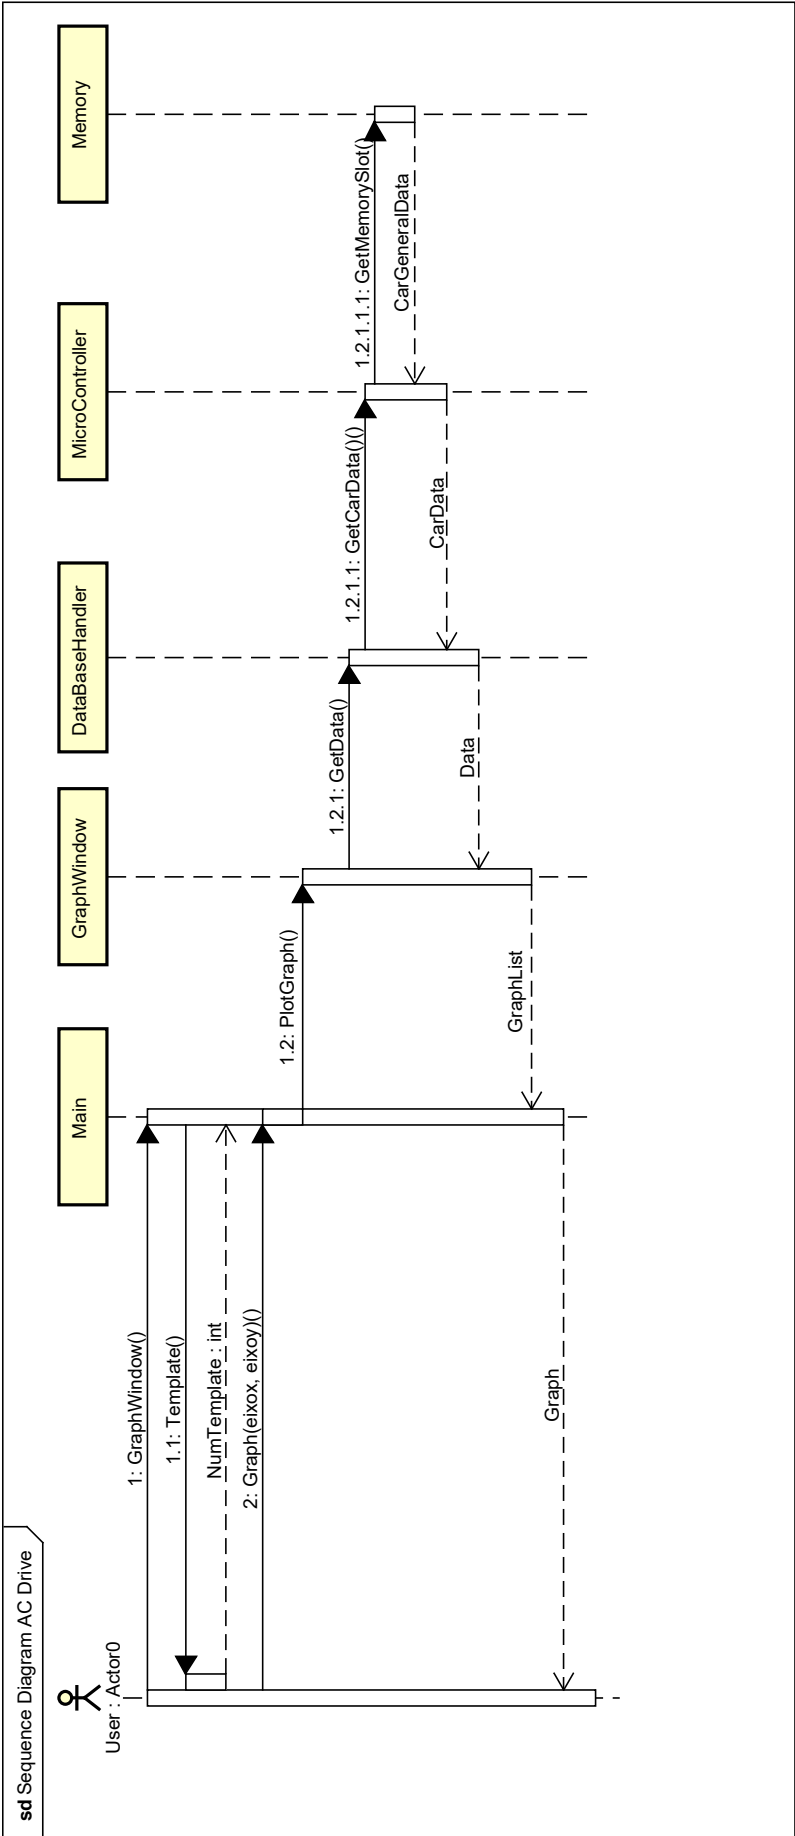 sd Sequence Diagram AC Drive
User : Actor0
Main
GraphWindow
DataBaseHandler
MicroController
Memory
1: GraphWindow()
1.1: Template()
NumTemplate : int
2: Graph(eixox, eixoy)()
1.2: PlotGraph()
1.2.1: GetData()
1.2.1.1: GetCarData()()
1.2.1.1.1: GetMemorySlot()
CarGeneralData
CarData
Data
GraphList
Graph